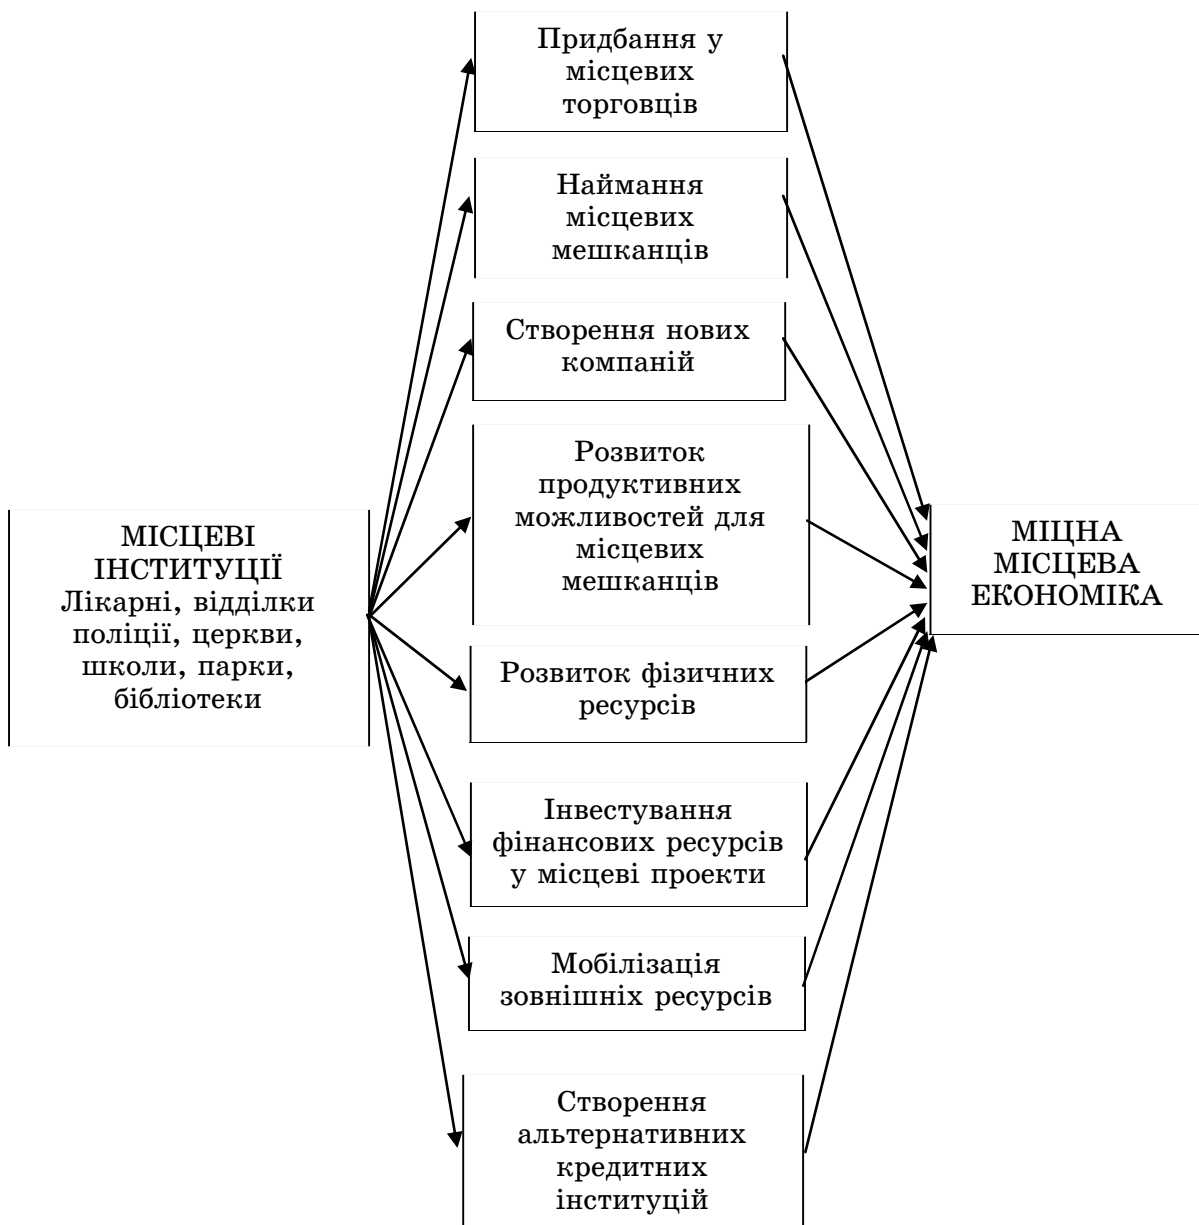 Придбання у
місцевих
торговців
Наймання
місцевих
мешканців
Створення нових
компаній
Розвиток
продуктивних
можливостей для
місцевих
мешканців
МІСЦЕВІ
ІНСТИТУЦІЇ
Лікарні, відділки
поліції, церкви,
школи, парки,
бібліотеки
МІЦНА
МІСЦЕВА
ЕКОНОМІКА
Розвиток фізичних
ресурсів
Інвестування
фінансових ресурсів
у місцеві проекти
Мобілізація
зовнішніх ресурсів
Створення
альтернативних
кредитних
інституцій